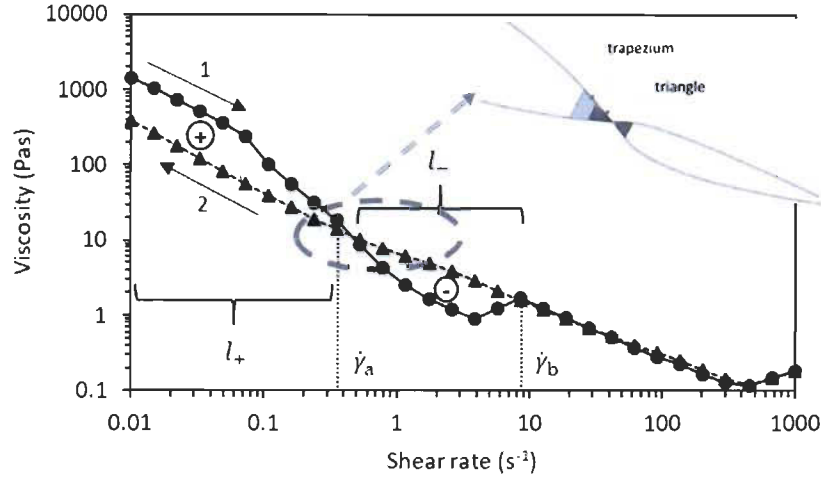 10000
1000
100
10
1
0.1
Viscosity (Pas)
1
2
+
-
l₊
l₋
γ̇a
γ̇b
trapezium
triangle
0.01
0.1
1
10
100
1000
Shear rate (s⁻¹)